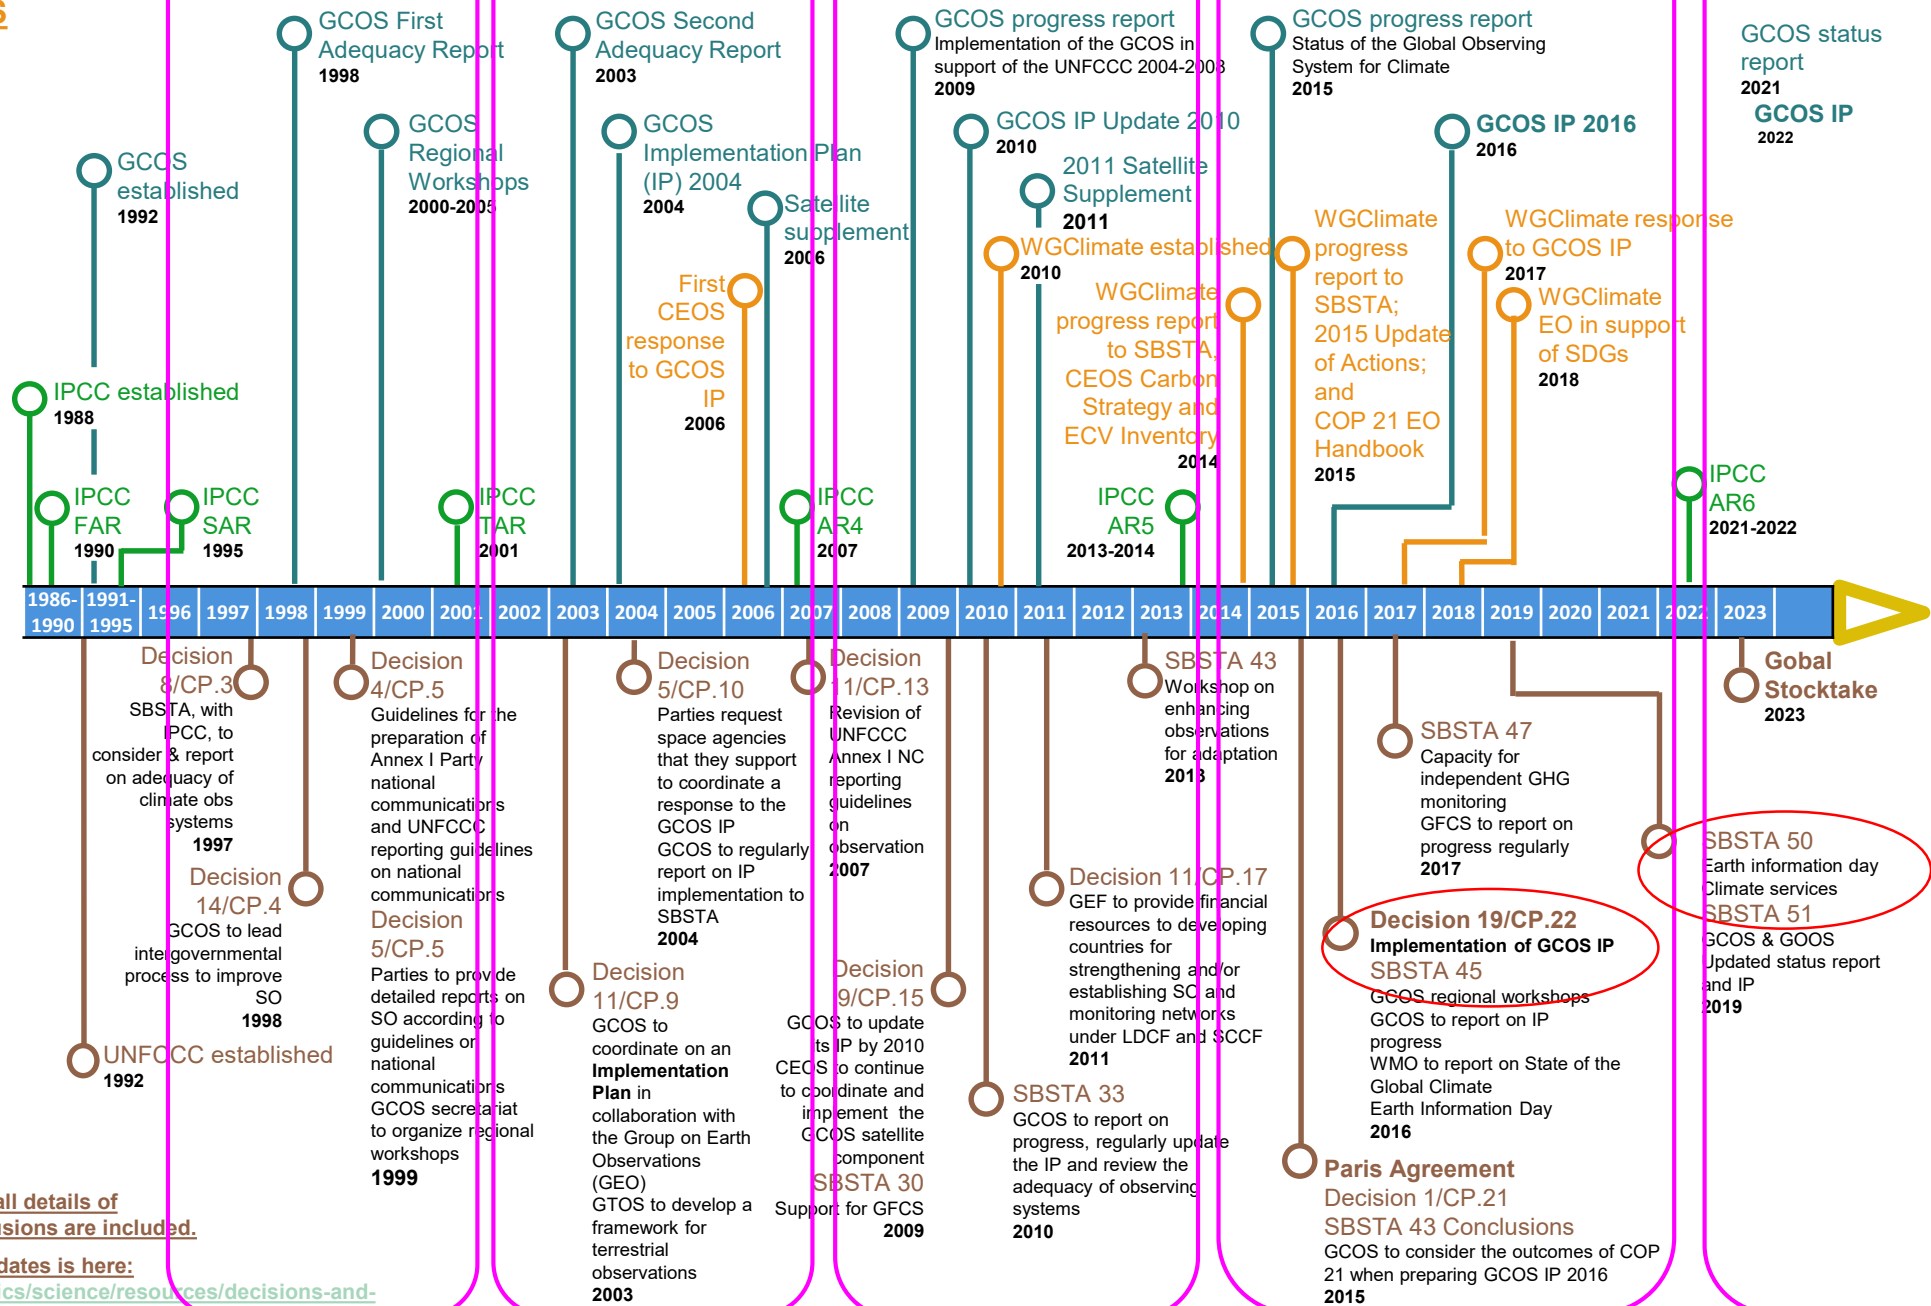 S
GCOS First
Adequacy Report
1998
GCOS Second
Adequacy Report
2003
GCOS progress report
Implementation of the GCOS in
support of the UNFCCC 2004-2008
2009
GCOS progress report
Status of the Global Observing
System for Climate
2015
GCOS status
report
2021
GCOS IP
2022
GCOS
established
1992
GCOS
Regional
Workshops
2000-2005
GCOS
Implementation Plan
(IP) 2004
2004
Satellite
supplement
2006
GCOS IP Update 2010
2010
2011 Satellite
Supplement
2011
GCOS IP 2016
2016
First
CEOS
response
to GCOS
IP
2006
WGClimate established
2010
WGClimate
progress report
to SBSTA,
CEOS Carbon
Strategy and
ECV Inventory
2014
WGClimate
progress
report to
SBSTA;
2015 Update
of Actions;
and
COP 21 EO
Handbook
2015
WGClimate response
to GCOS IP
2017
WGClimate
EO in support
of SDGs
2018
IPCC established
1988
IPCC
FAR
1990
IPCC
SAR
1995
IPCC
TAR
2001
IPCC
AR4
2007
IPCC
AR5
2013-2014
IPCC
AR6
2021-2022
1986-
1990
1991-
1995
1996
1997
1998
1999
2000
2001
2002
2003
2004
2005
2006
2007
2008
2009
2010
2011
2012
2013
2014
2015
2016
2017
2018
2019
2020
2021
2022
2023
Decision
8/CP.3
SBSTA, with
IPCC, to
consider & report
on adequacy of
climate obs
systems
1997
Decision
14/CP.4
GCOS to lead
intergovernmental
process to improve
SO
1998
UNFCCC established
1992
Decision
4/CP.5
Guidelines for the
preparation of
Annex I Party
national
communications
and UNFCCC
reporting guidelines
on national
communications
Decision
5/CP.5
Parties to provide
detailed reports on
SO according to
guidelines on
national
communications
GCOS secretariat
to organize regional
workshops
1999
Decision
11/CP.9
GCOS to
coordinate on an
Implementation
Plan in
collaboration with
the Group on Earth
Observations
(GEO)
GTOS to develop a
framework for
terrestrial
observations
2003
Decision
5/CP.10
Parties request
space agencies
that they support
to coordinate a
response to the
GCOS IP
GCOS to regularly
report on IP
implementation to
SBSTA
2004
Decision
11/CP.13
Revision of
UNFCCC
Annex I NC
reporting
guidelines
on
observation
2007
Decision
9/CP.15
GCOS to update
its IP by 2010
CEOS to continue
to coordinate and
implement the
GCOS satellite
component
SBSTA 30
Support for GFCS
2009
SBSTA 33
GCOS to report on
progress, regularly update
the IP and review the
adequacy of observing
systems
2010
Decision 11/CP.17
GEF to provide financial
resources to developing
countries for
strengthening and/or
establishing SO and
monitoring networks
under LDCF and SCCF
2011
SBSTA 43
Workshop on
enhancing
observations
for adaptation
2013
Paris Agreement
Decision 1/CP.21
SBSTA 43 Conclusions
GCOS to consider the outcomes of COP
21 when preparing GCOS IP 2016
2015
Decision 19/CP.22
Implementation of GCOS IP
SBSTA 45
GCOS regional workshops
GCOS to report on IP
progress
WMO to report on State of the
Global Climate
Earth Information Day
2016
SBSTA 47
Capacity for
independent GHG
monitoring
GFCS to report on
progress regularly
2017
SBSTA 50
Earth information day
Climate services
SBSTA 51
GCOS & GOOS
Updated status report
and IP
2019
Gobal
Stocktake
2023
all details of
usions are included.
dates is here:
ics/science/resources/decisions-and-